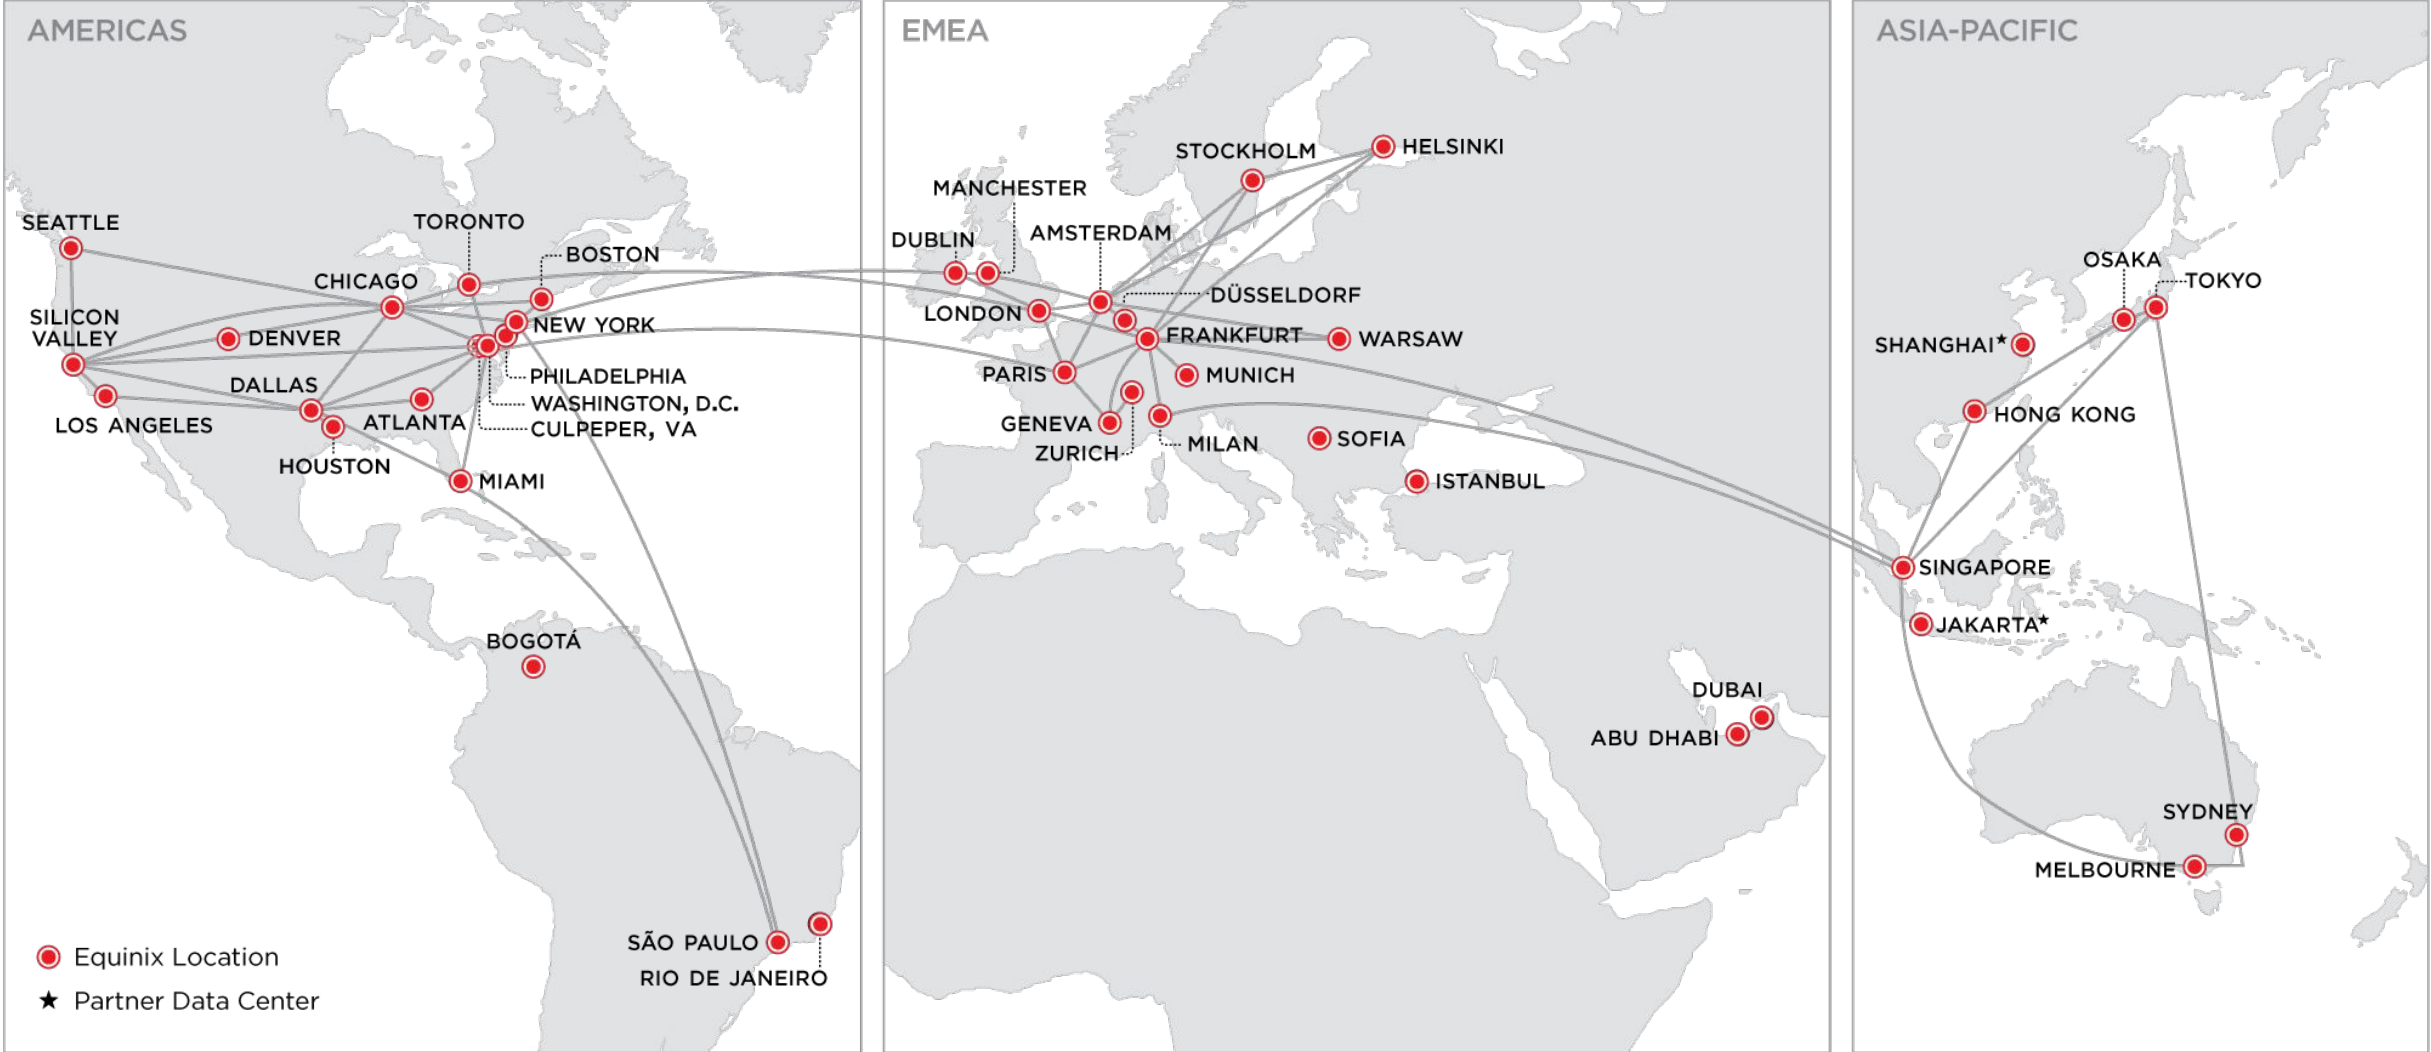 AMERICAS
SEATTLE
TORONTO
BOSTON
CHICAGO
SILICON
VALLEY
DENVER
NEW YORK
DALLAS
PHILADELPHIA
WASHINGTON, D.C.
LOS ANGELES
ATLANTA
CULPEPER, VA
HOUSTON
MIAMI
BOGOTÁ
SÃO PAULO
RIO DE JANEIRO
Equinix Location
★ Partner Data Center
EMEA
STOCKHOLM
HELSINKI
MANCHESTER
DUBLIN
AMSTERDAM
DÜSSELDORF
LONDON
FRANKFURT
WARSAW
PARIS
MUNICH
GENEVA
ZURICH
MILAN
SOFIA
ISTANBUL
DUBAI
ABU DHABI
ASIA-PACIFIC
OSAKA
TOKYO
SHANGHAI★
HONG KONG
SINGAPORE
JAKARTA★
SYDNEY
MELBOURNE